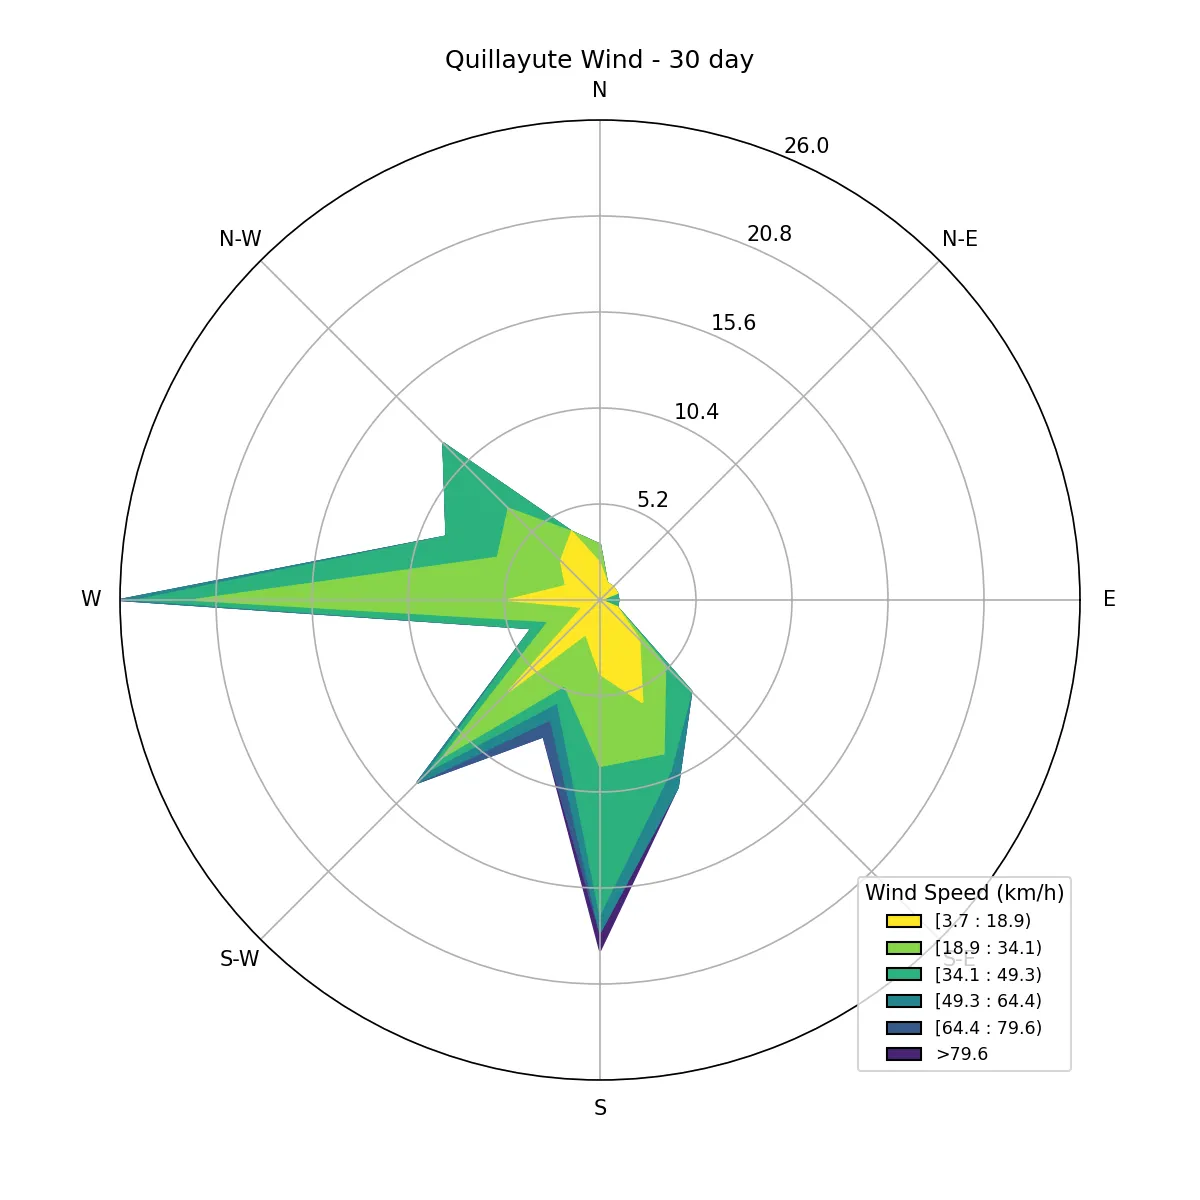 Quillayute Wind - 30 day
N
26.0
N-W
20.8
N-E
15.6
10.4
5.2
W
E
S-W
S-E
S
Wind Speed (km/h)
[3.7 : 18.9)
[18.9 : 34.1)
[34.1 : 49.3)
[49.3 : 64.4)
[64.4 : 79.6)
>79.6